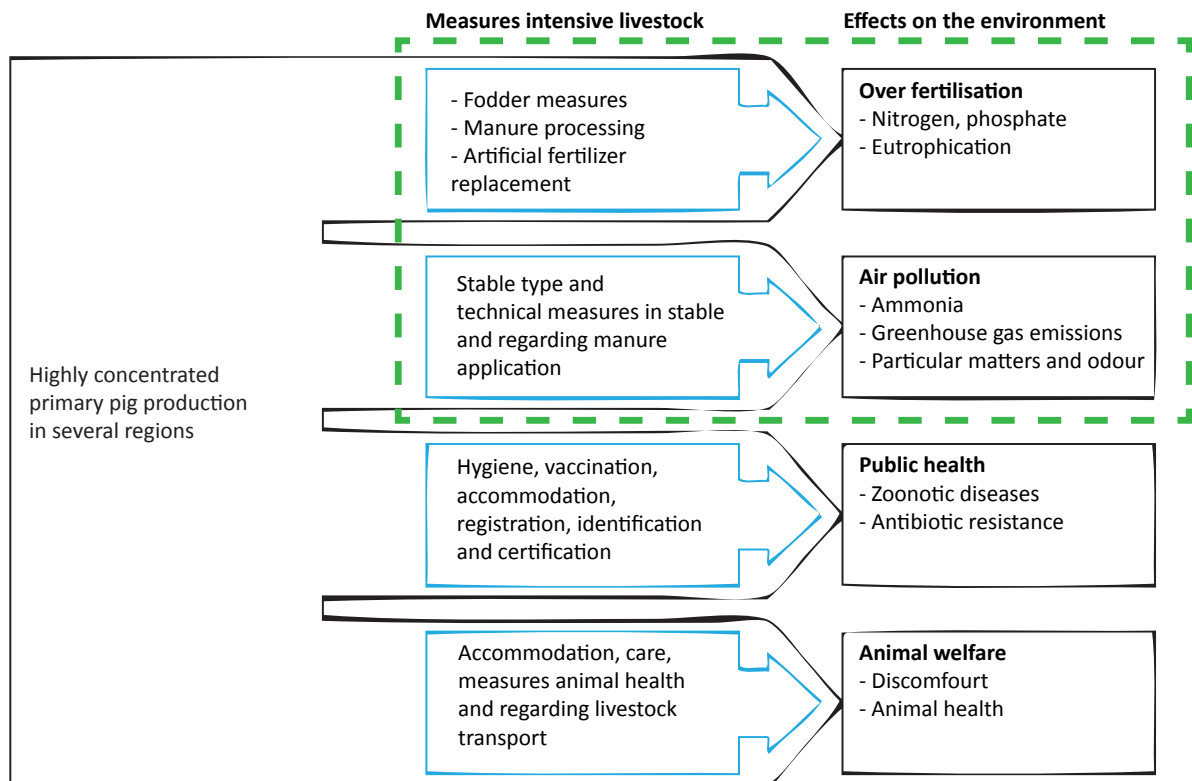 Measures intensive livestock
Effects on the environment
Highly concentrated
primary pig production
in several regions
- Fodder measures
- Manure processing
- Artificial fertilizer
replacement
Over fertilisation
- Nitrogen, phosphate
- Eutrophication
Stable type and
technical measures in stable
and regarding manure
application
Air pollution
- Ammonia
- Greenhouse gas emissions
- Particular matters and odour
Hygiene, vaccination,
accommodation,
registration, identification
and certification
Public health
- Zoonotic diseases
- Antibiotic resistance
Accommodation, care,
measures animal health
and regarding livestock
transport
Animal welfare
- Discomfourt
- Animal health